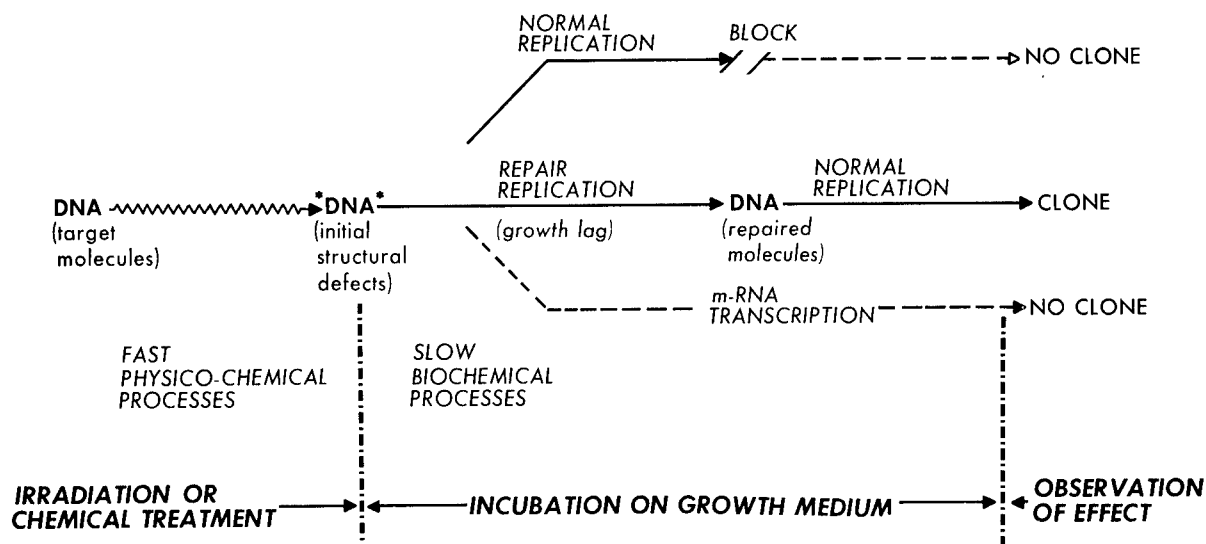 NORMAL
REPLICATION
BLOCK
NO CLONE
REPAIR
REPLICATION
NORMAL
REPLICATION
DNA
*DNA*
DNA
CLONE
(target
molecules)
(initial
structural
defects)
(growth lag)
(repaired
molecules)
m-RNA
TRANSCRIPTION
NO CLONE
FAST
PHYSICO-CHEMICAL
PROCESSES
SLOW
BIOCHEMICAL
PROCESSES
IRRADIATION OR
CHEMICAL TREATMENT
INCUBATION ON GROWTH MEDIUM
OBSERVATION
OF EFFECT